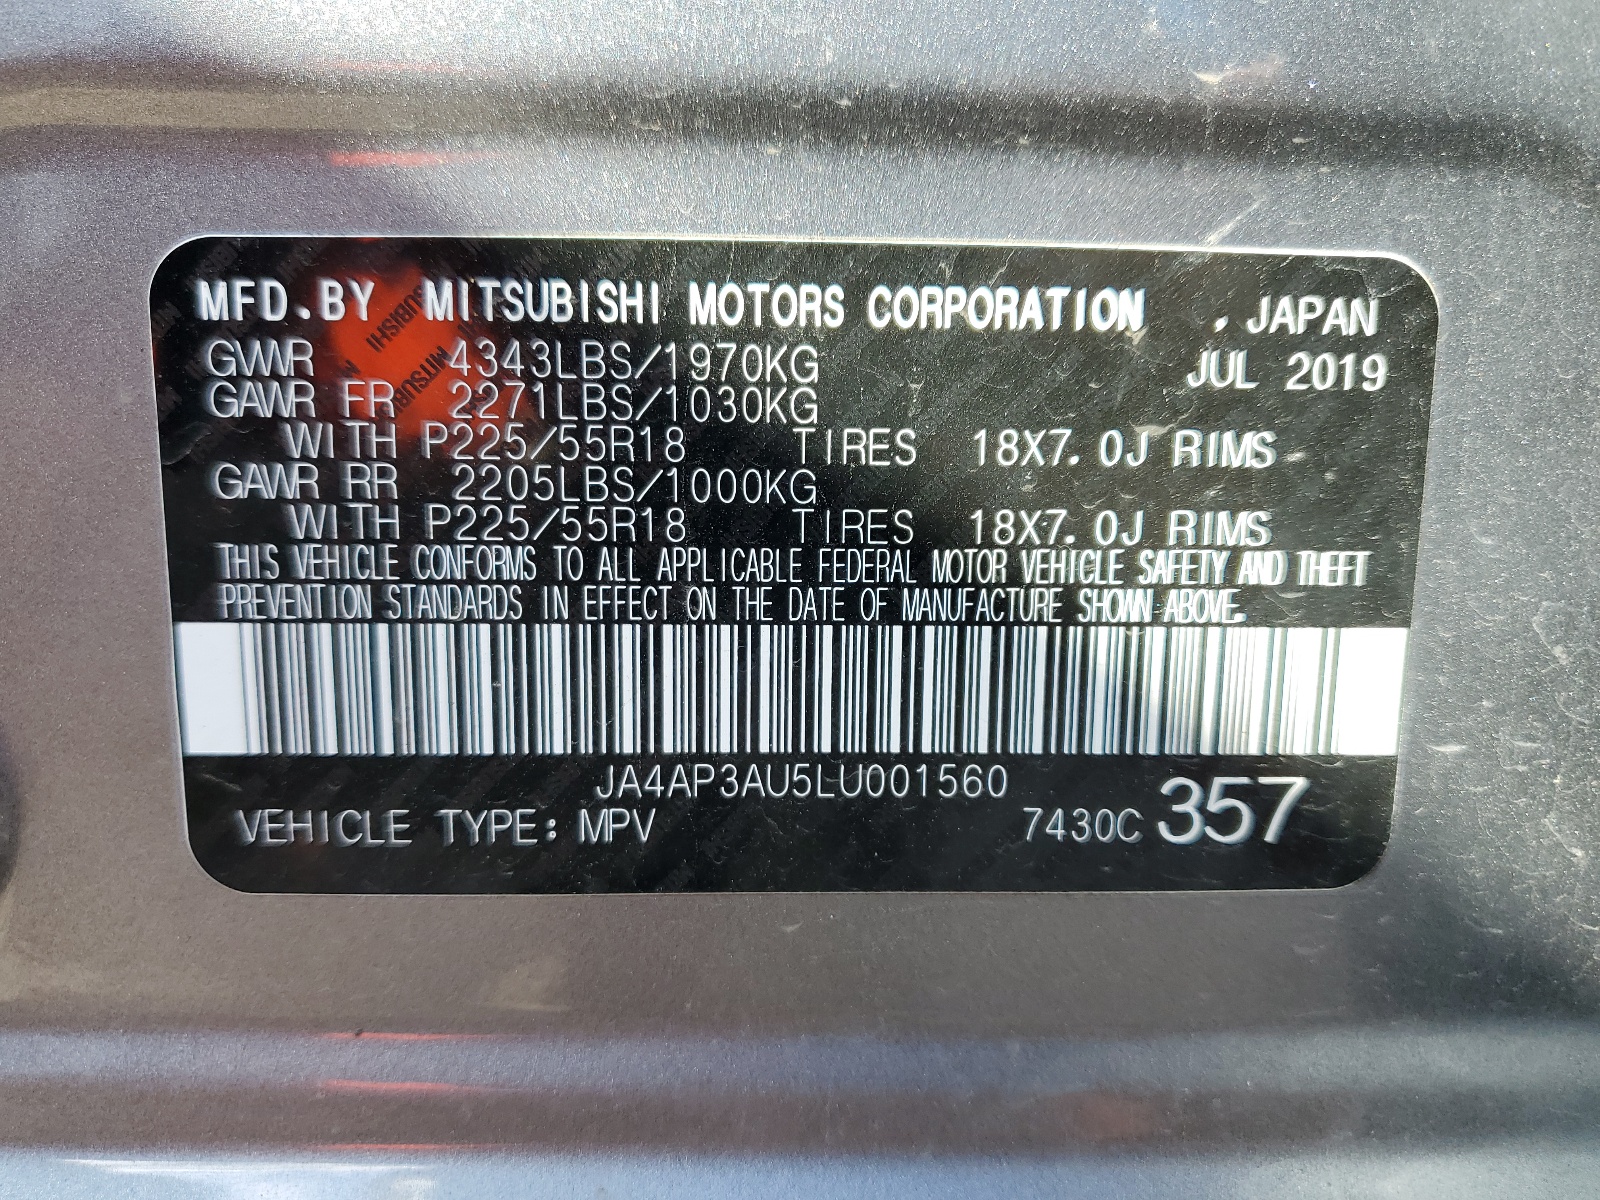 MFD.BY MITSUBISHI MOTORS CORPORATION , JAPAN
GVWR 4343LBS/1970KG JUL 2019
GAWR FR 2271LBS/1030KG
WITH P225/55R18 TIRES 18X7.0J RIMS
GAWR RR 2205LBS/1000KG
WITH P225/55R18 TIRES 18X7.0J RIMS
THIS VEHICLE CONFORMS TO ALL APPLICABLE FEDERAL MOTOR VEHICLE SAFETY AND THEFT
PREVENTION STANDARDS IN EFFECT ON THE DATE OF MANUFACTURE SHOWN ABOVE.
JA4AP3AU5LU001560
VEHICLE TYPE: MPV 7430C 357